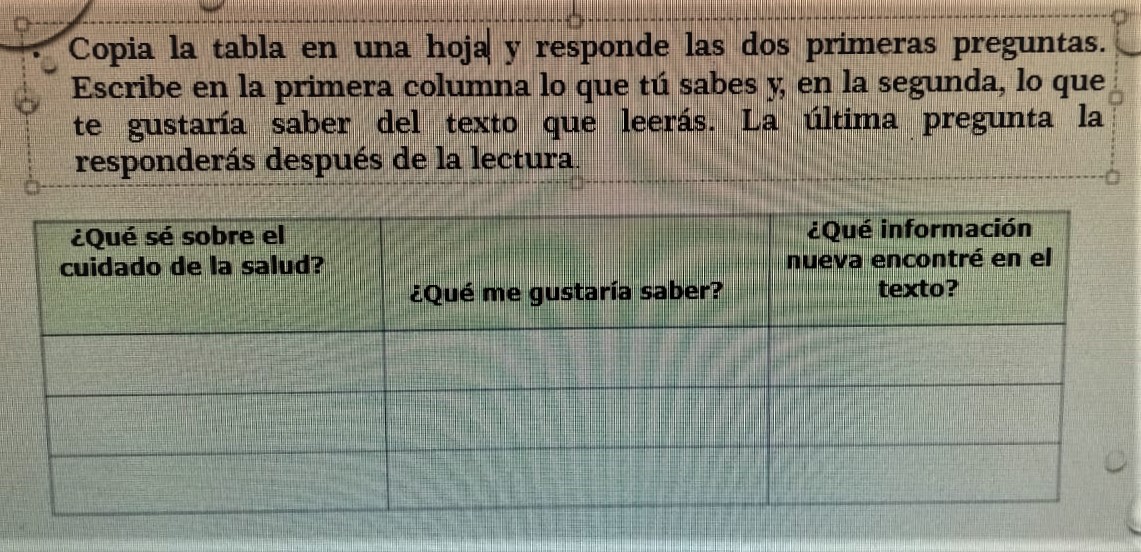 Copia la tabla en una hoja y responde las dos primeras preguntas.
Escribe en la primera columna lo que tú sabes y, en la segunda, lo que
te gustaría saber del texto que leerás. La última pregunta la
responderás después de la lectura.
¿Qué sé sobre el
cuidado de la salud?
¿Qué me gustaría saber?
¿Qué información
nueva encontré en el
texto?